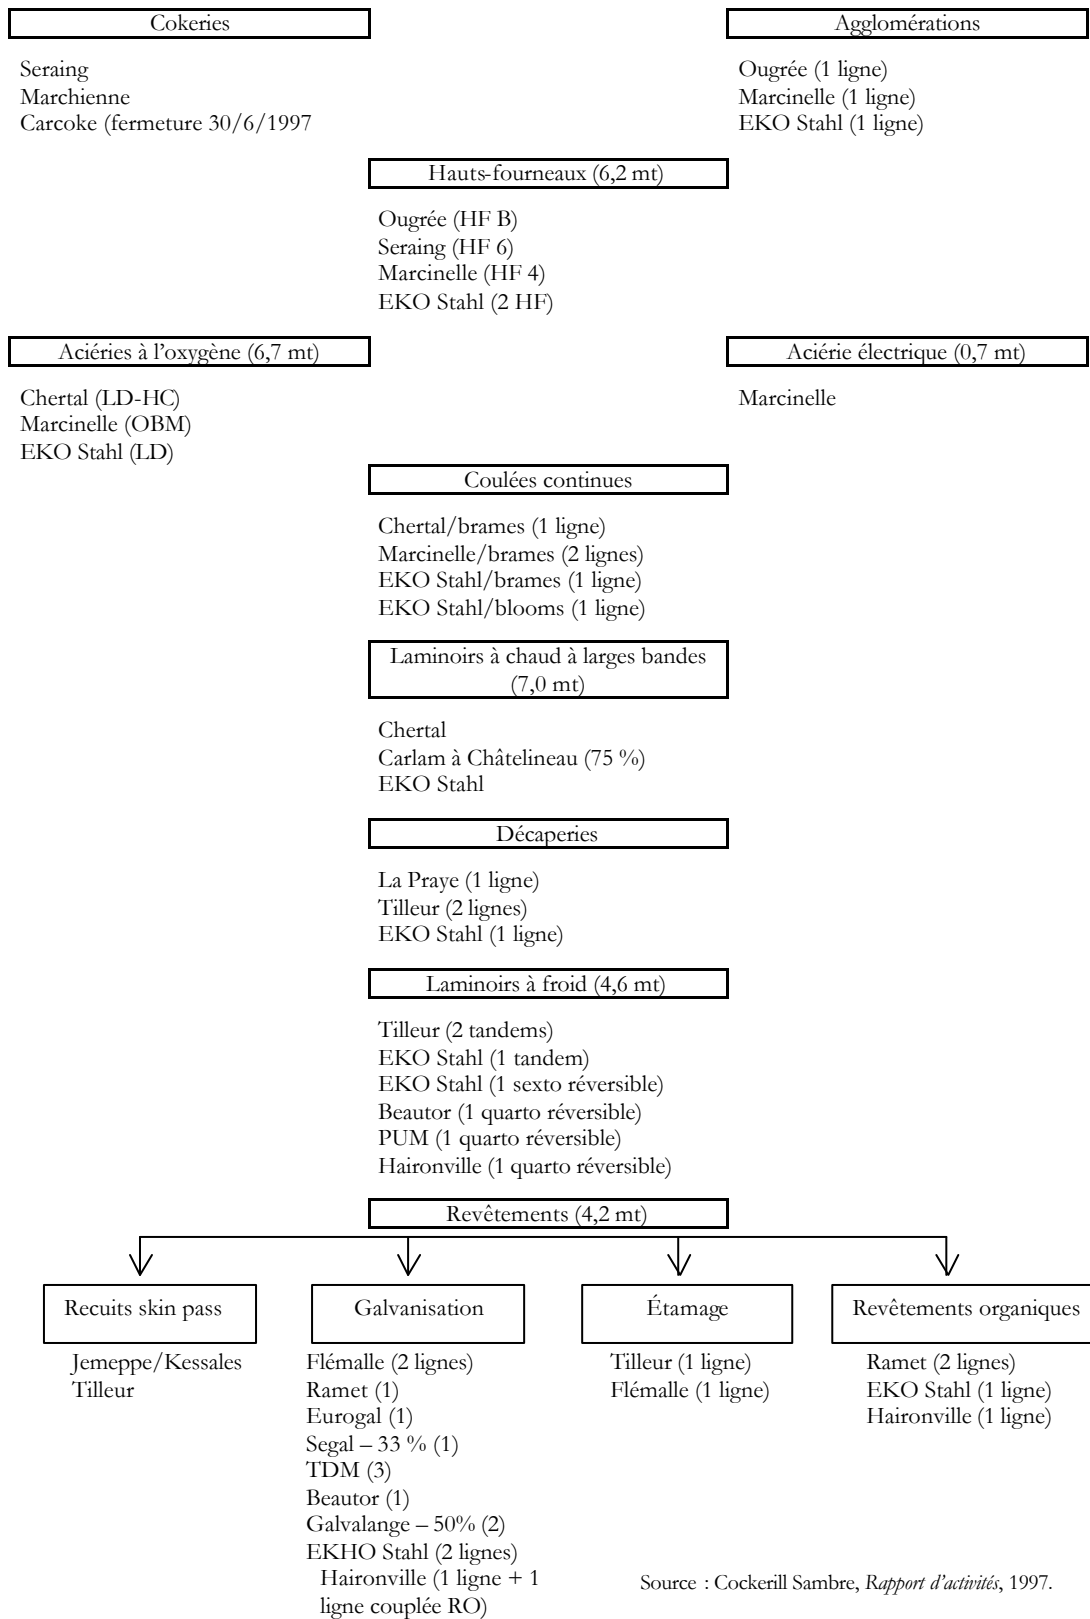 Cokeries
Seraing
Marchienne
Carcoke (fermeture 30/6/1997
Agglomérations
Ougrée (1 ligne)
Marcinelle (1 ligne)
EKO Stahl (1 ligne)
Hauts-fourneaux (6,2 mt)
Ougrée (HF B)
Seraing (HF 6)
Marcinelle (HF 4)
EKO Stahl (2 HF)
Aciéries à l'oxygène (6,7 mt)
Chertal (LD-HC)
Marcinelle (OBM)
EKO Stahl (LD)
Aciérie électrique (0,7 mt)
Marcinelle
Coulées continues
Chertal/brames (1 ligne)
Marcinelle/brames (2 lignes)
EKO Stahl/brames (1 ligne)
EKO Stahl/blooms (1 ligne)
Laminoirs à chaud à larges bandes
(7,0 mt)
Chertal
Carlam à Châtelineau (75 %)
EKO Stahl
Décaperies
La Praye (1 ligne)
Tilleur (2 lignes)
EKO Stahl (1 ligne)
Laminoirs à froid (4,6 mt)
Tilleur (2 tandems)
EKO Stahl (1 tandem)
EKO Stahl (1 sexto réversible)
Beautor (1 quarto réversible)
PUM (1 quarto réversible)
Haironville (1 quarto réversible)
Revêtements (4,2 mt)
Recuits skin pass
Jemeppe/Kessales
Tilleur
Galvanisation
Flémalle (2 lignes)
Ramet (1)
Eurogal (1)
Segal – 33 % (1)
TDM (3)
Beautor (1)
Galvalange – 50% (2)
EKHO Stahl (2 lignes)
Haironville (1 ligne + 1
ligne couplée RO)
Étamage
Tilleur (1 ligne)
Flémalle (1 ligne)
Revêtements organiques
Ramet (2 lignes)
EKO Stahl (1 ligne)
Haironville (1 ligne)
Source : Cockerill Sambre, Rapport d'activités, 1997.